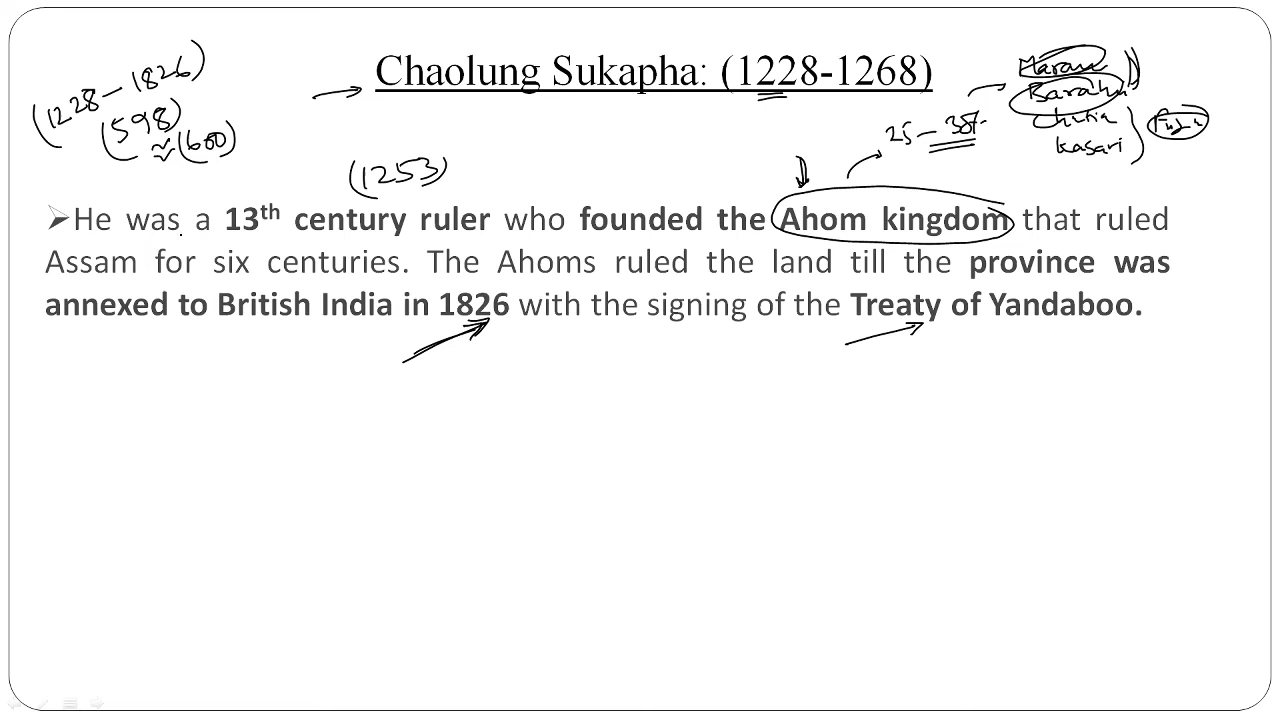 (1228-1826)
(598)
≈(600)
Chaolung Sukapha: (1228-1268)
Barahi
Chutia
Kasari
25 -
(1253)
➢He was a 13th century ruler who founded the Ahom kingdom that ruled
Assam for six centuries. The Ahoms ruled the land till the province was
annexed to British India in 1826 with the signing of the Treaty of Yandaboo.